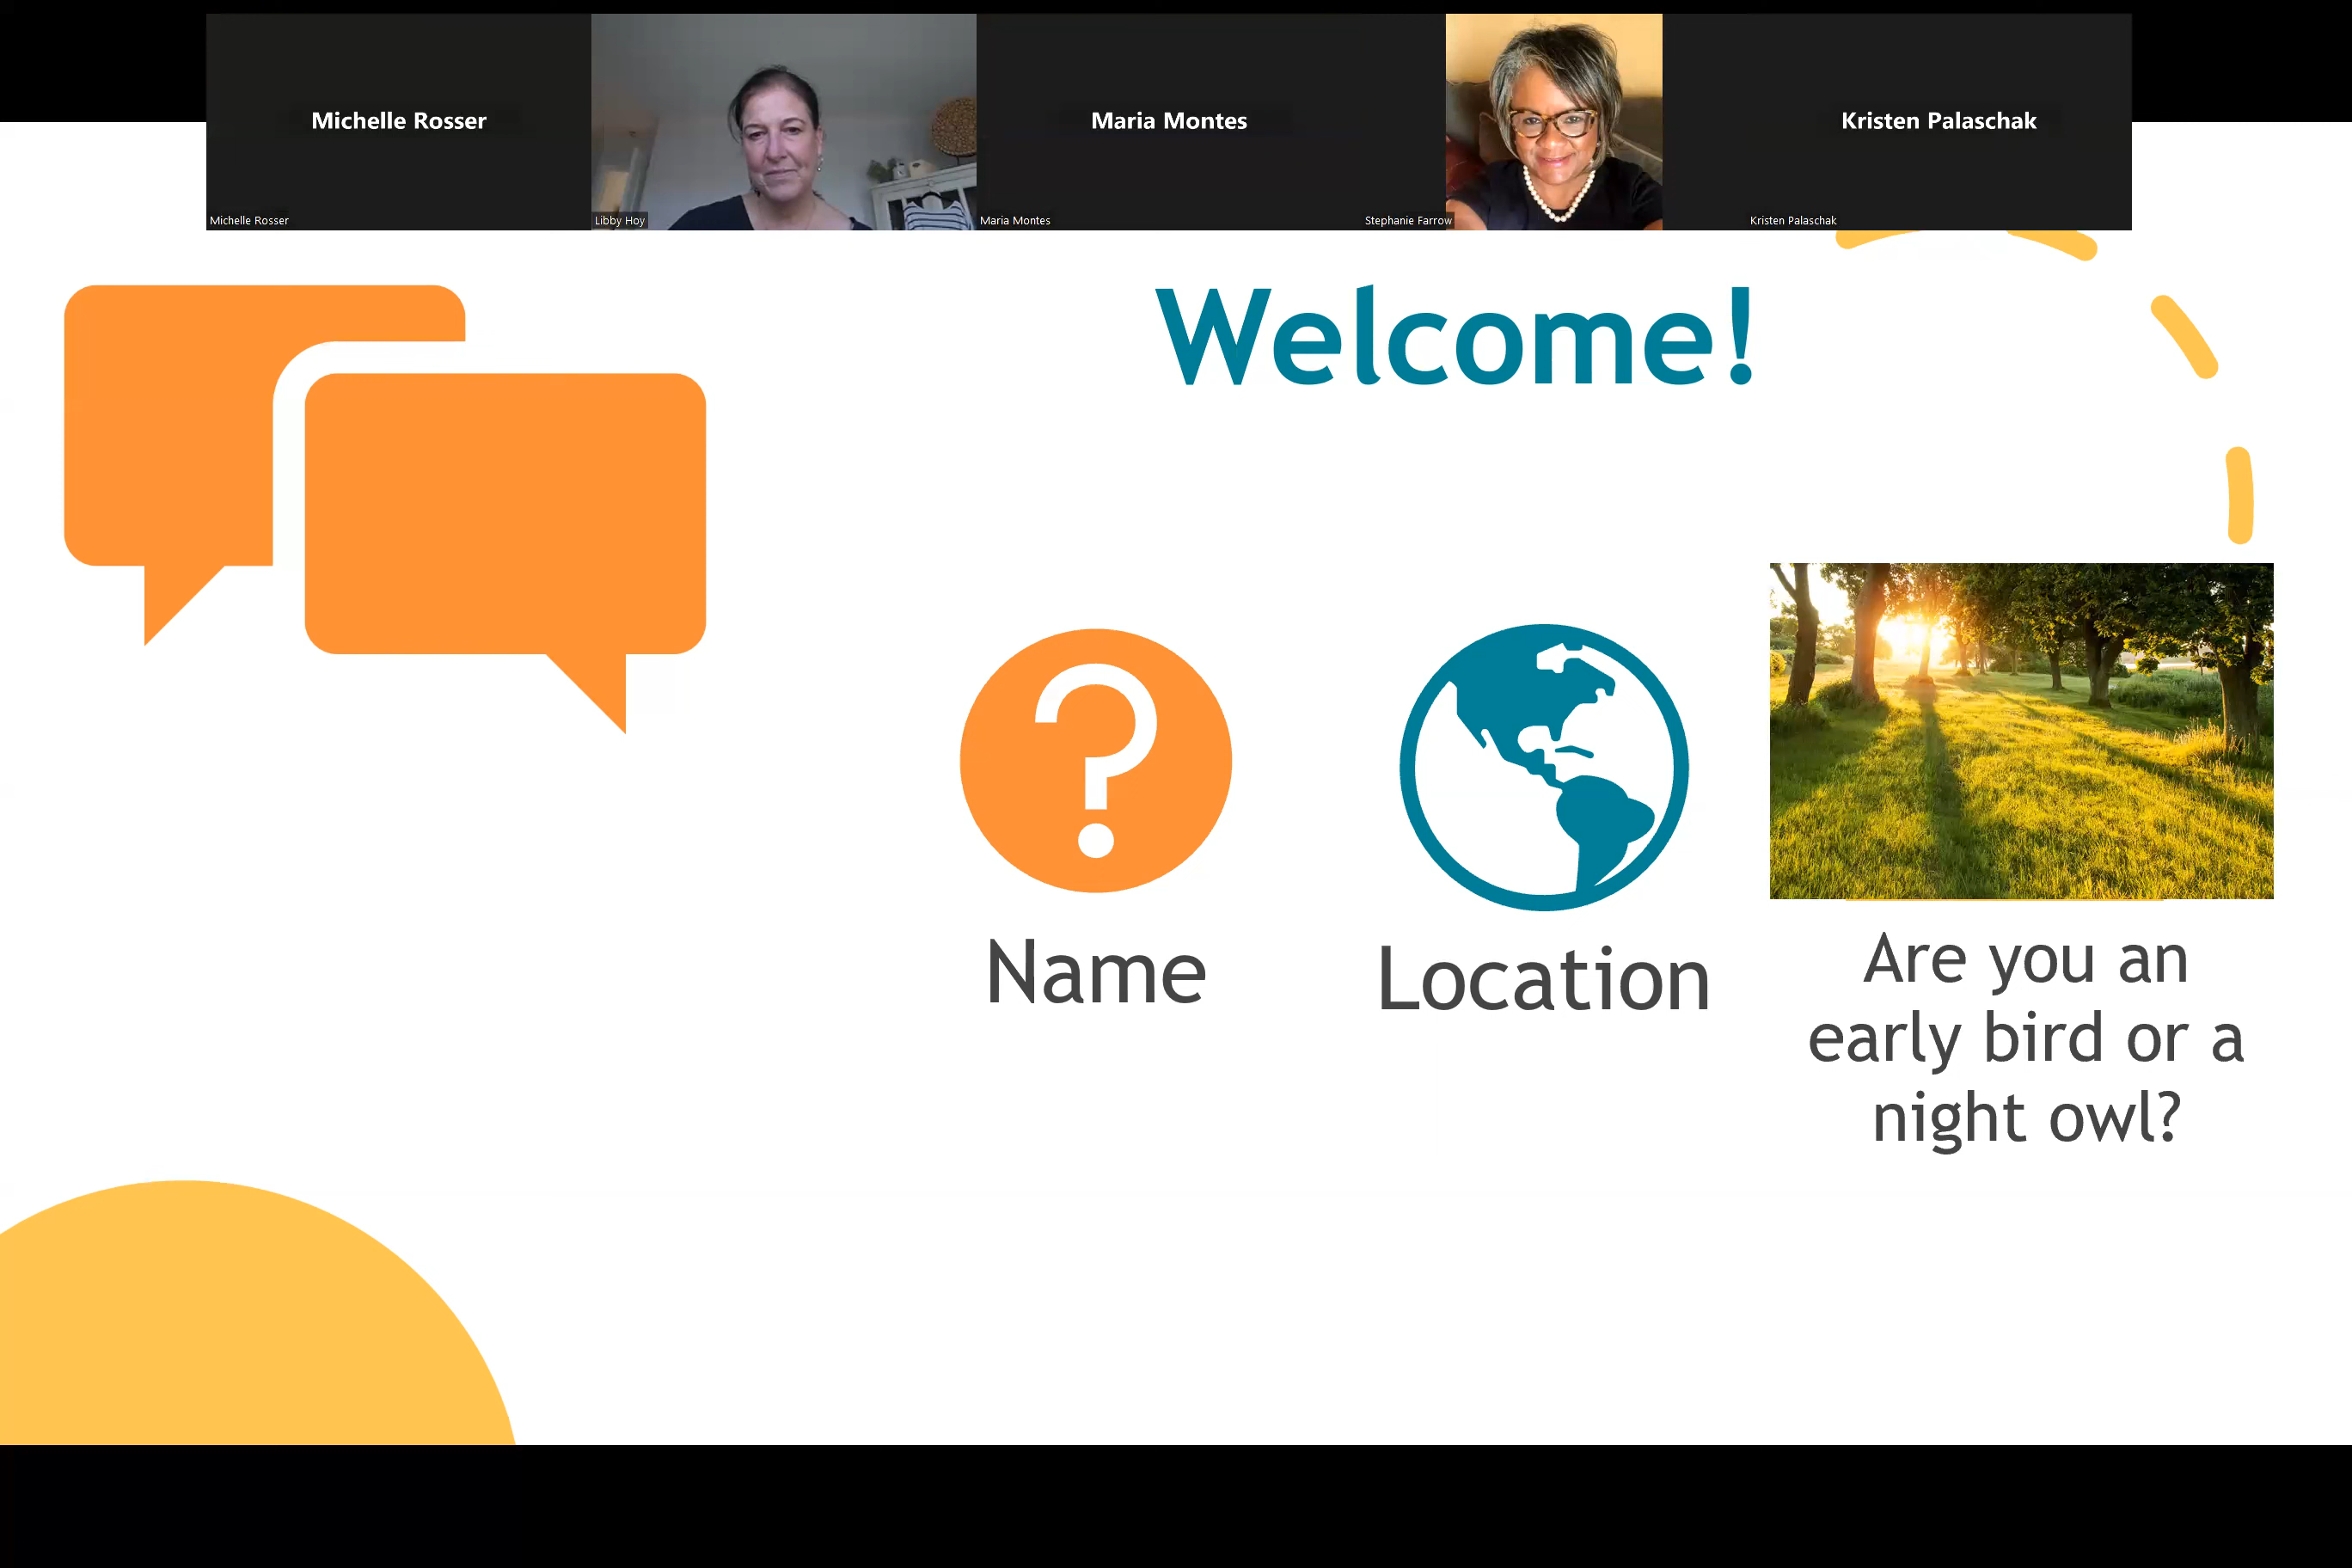 Michelle Rosser
Maria Montes
Kristen Palaschak
Michelle Rosser
Libby Hoy
Maria Montes
Stephanie Farrow
Kristen Palaschak
Welcome!
Name
Location
Are you an
early bird or a
night owl?